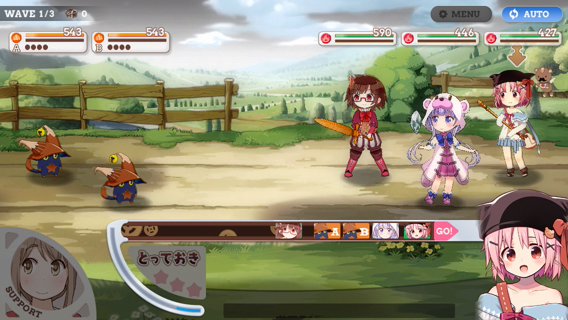 WAVE 1/3 0
MENU
AUTO
543
543
A
B
590
446
427
A
B
GO!
とっておき
SUPPORT